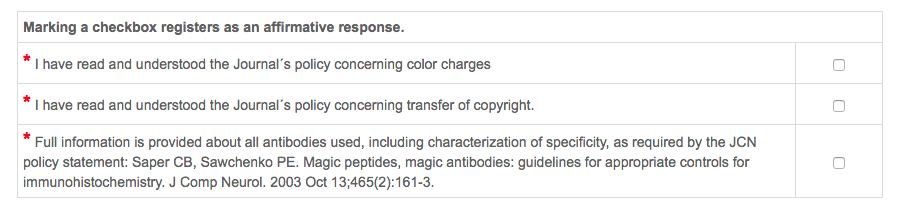 Marking a checkbox registers as an affirmative response.
* I have read and understood the Journal´s policy concerning color charges
* I have read and understood the Journal´s policy concerning transfer of copyright.
* Full information is provided about all antibodies used, including characterization of specificity, as required by the JCN
policy statement: Saper CB, Sawchenko PE. Magic peptides, magic antibodies: guidelines for appropriate controls for
immunohistochemistry. J Comp Neurol. 2003 Oct 13;465(2):161-3.